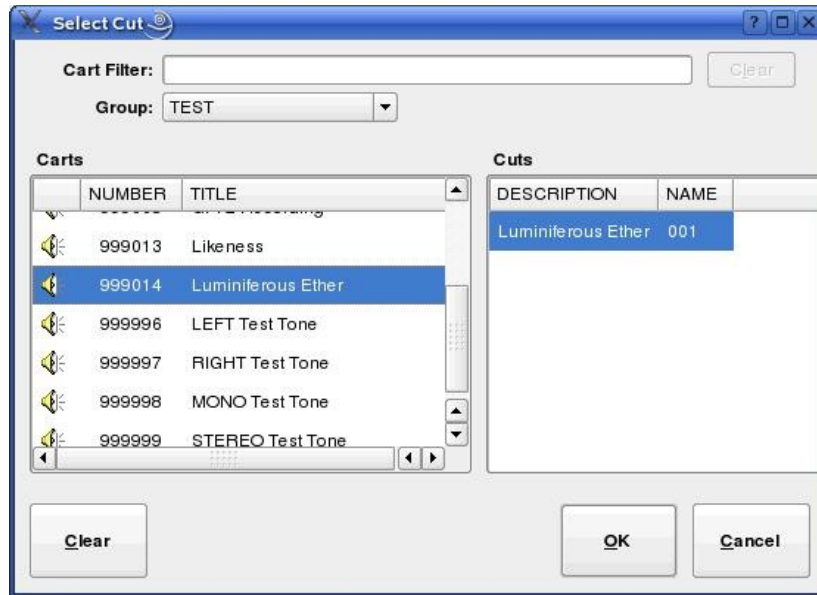 Select Cut
Cart Filter:
Clear
Group: TEST
Carts
Cuts
NUMBER TITLE
DESCRIPTION NAME
999013 Likeness
999014 Luminiferous Ether
999996 LEFT Test Tone
999997 RIGHT Test Tone
999998 MONO Test Tone
999999 STEREO Test Tone
Luminiferous Ether 001
Clear
OK
Cancel